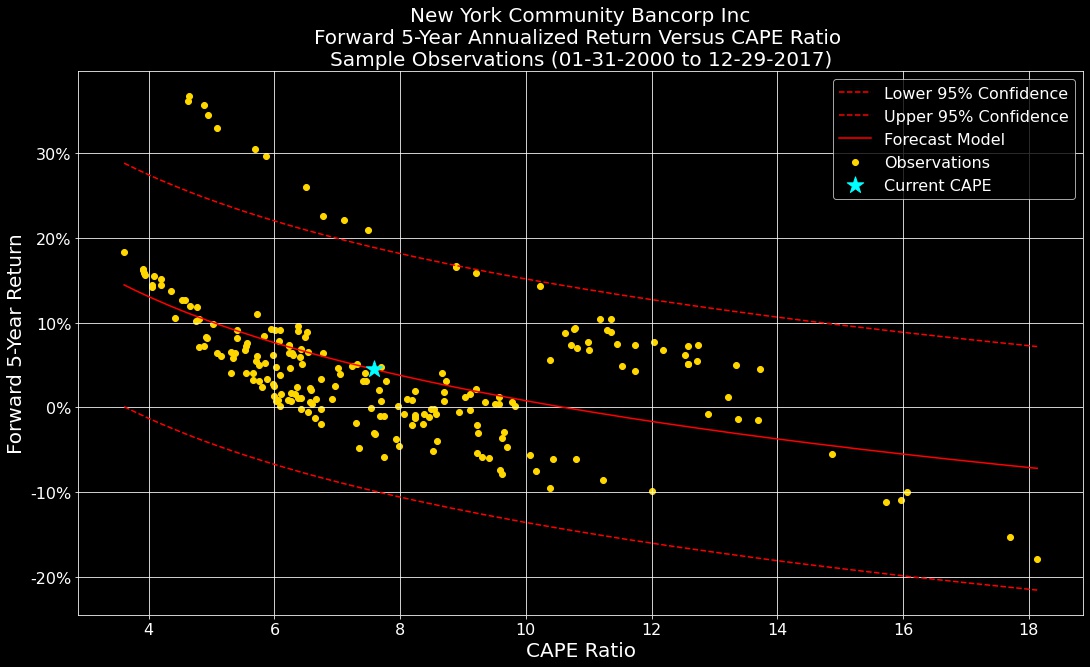 New York Community Bancorp Inc
Forward 5-Year Annualized Return Versus CAPE Ratio
Sample Observations (01-31-2000 to 12-29-2017)
Lower 95% Confidence
Upper 95% Confidence
Forecast Model
Observations
Current CAPE
Forward 5-Year Return
30%
20%
10%
0%
-10%
-20%
4 6 8 10 12 14 16 18
CAPE Ratio